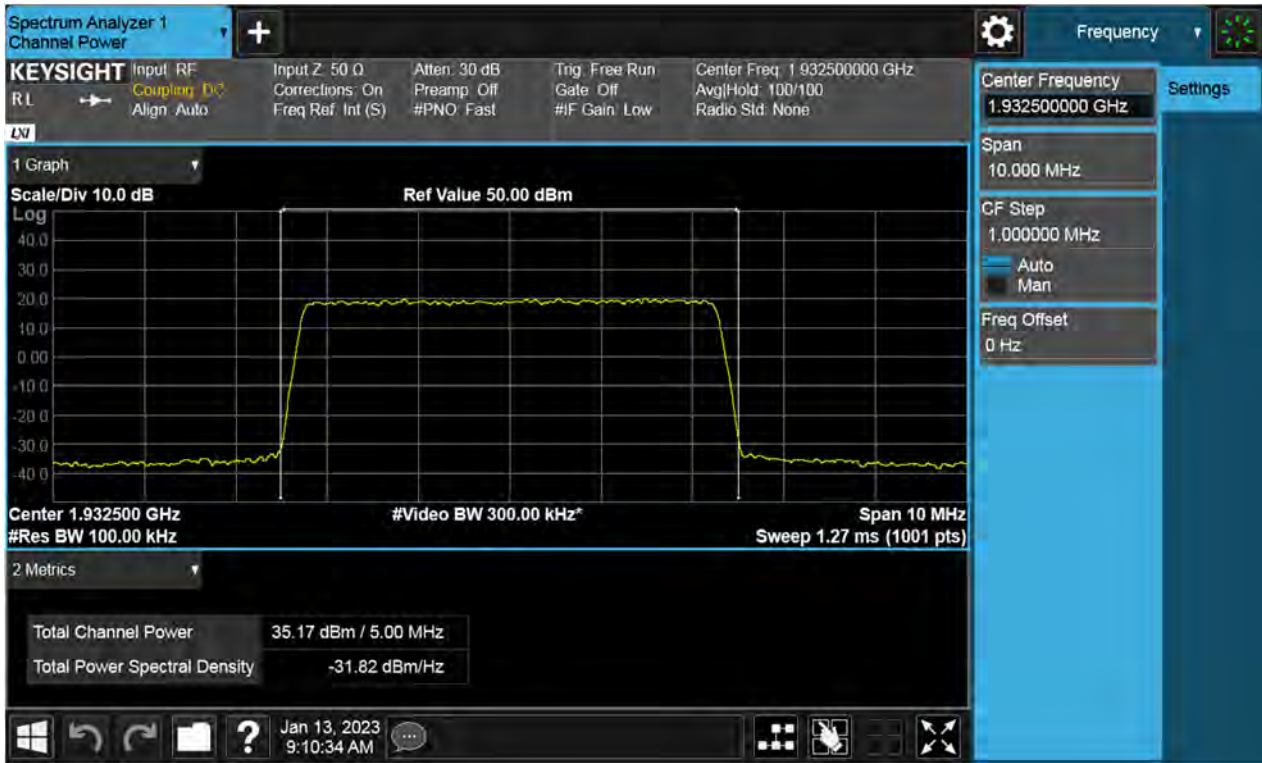 Spectrum Analyzer 1
Channel Power
+
Frequency
KEYSIGHT
RL
LXI
Input: RF
Coupling: DC
Align: Auto
Input Z: 50 Ω
Corrections: On
Freq Ref: Int (S)
Atten: 30 dB
Preamp: Off
#PNO: Fast
Trig: Free Run
Gate: Off
#IF Gain: Low
Center Freq: 1.932500000 GHz
Avg|Hold: 100/100
Radio Std: None
Center Frequency
1.932500000 GHz
Settings
Span
10.000 MHz
CF Step
1.000000 MHz
Auto
Man
Freq Offset
0 Hz
1 Graph
Scale/Div 10.0 dB
Ref Value 50.00 dBm
Log
40.0
30.0
20.0
10.0
0.00
-10.0
-20.0
-30.0
-40.0
Center 1.932500 GHz
#Video BW 300.00 kHz*
Span 10 MHz
#Res BW 100.00 kHz
Sweep 1.27 ms (1001 pts)
2 Metrics
Total Channel Power 35.17 dBm / 5.00 MHz
Total Power Spectral Density -31.82 dBm/Hz
?
Jan 13, 2023
9:10:34 AM